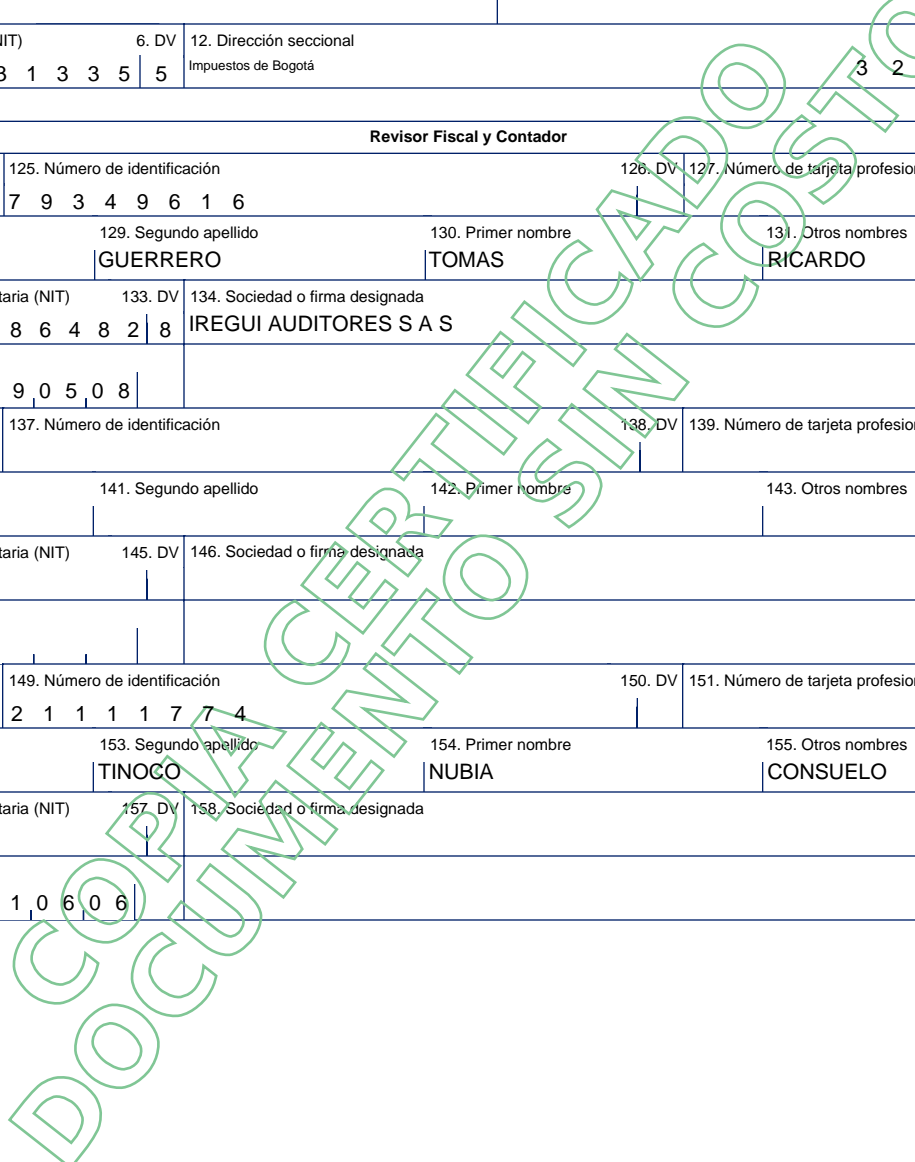 IIT) 6. DV 12. Dirección seccional
Impuestos de Bogotá
3 1 3 3 5 5 3 2
Revisor Fiscal y Contador
125. Número de identificación 126. DV 127. Número de tarjeta profesion
7 9 3 4 9 6 1 6
129. Segundo apellido 130. Primer nombre 131. Otros nombres
GUERRERO TOMAS RICARDO
taria (NIT) 133. DV 134. Sociedad o firma designada
8 6 4 8 2 8 IREGUI AUDITORES S A S
9 0 5 0 8
137. Número de identificación 138. DV 139. Número de tarjeta profesion
141. Segundo apellido 142. Primer nombre 143. Otros nombres
taria (NIT) 145. DV 146. Sociedad o firma designada
149. Número de identificación 150. DV 151. Número de tarjeta profesion
2 1 1 1 1 7 7 4
153. Segundo apellido 154. Primer nombre 155. Otros nombres
TINOCO NUBIA CONSUELO
taria (NIT) 157. DV 158. Sociedad o firma designada
1 0 6 0 6
COPIA CERTIFICADO
DOCUMENTO SIN COSTO